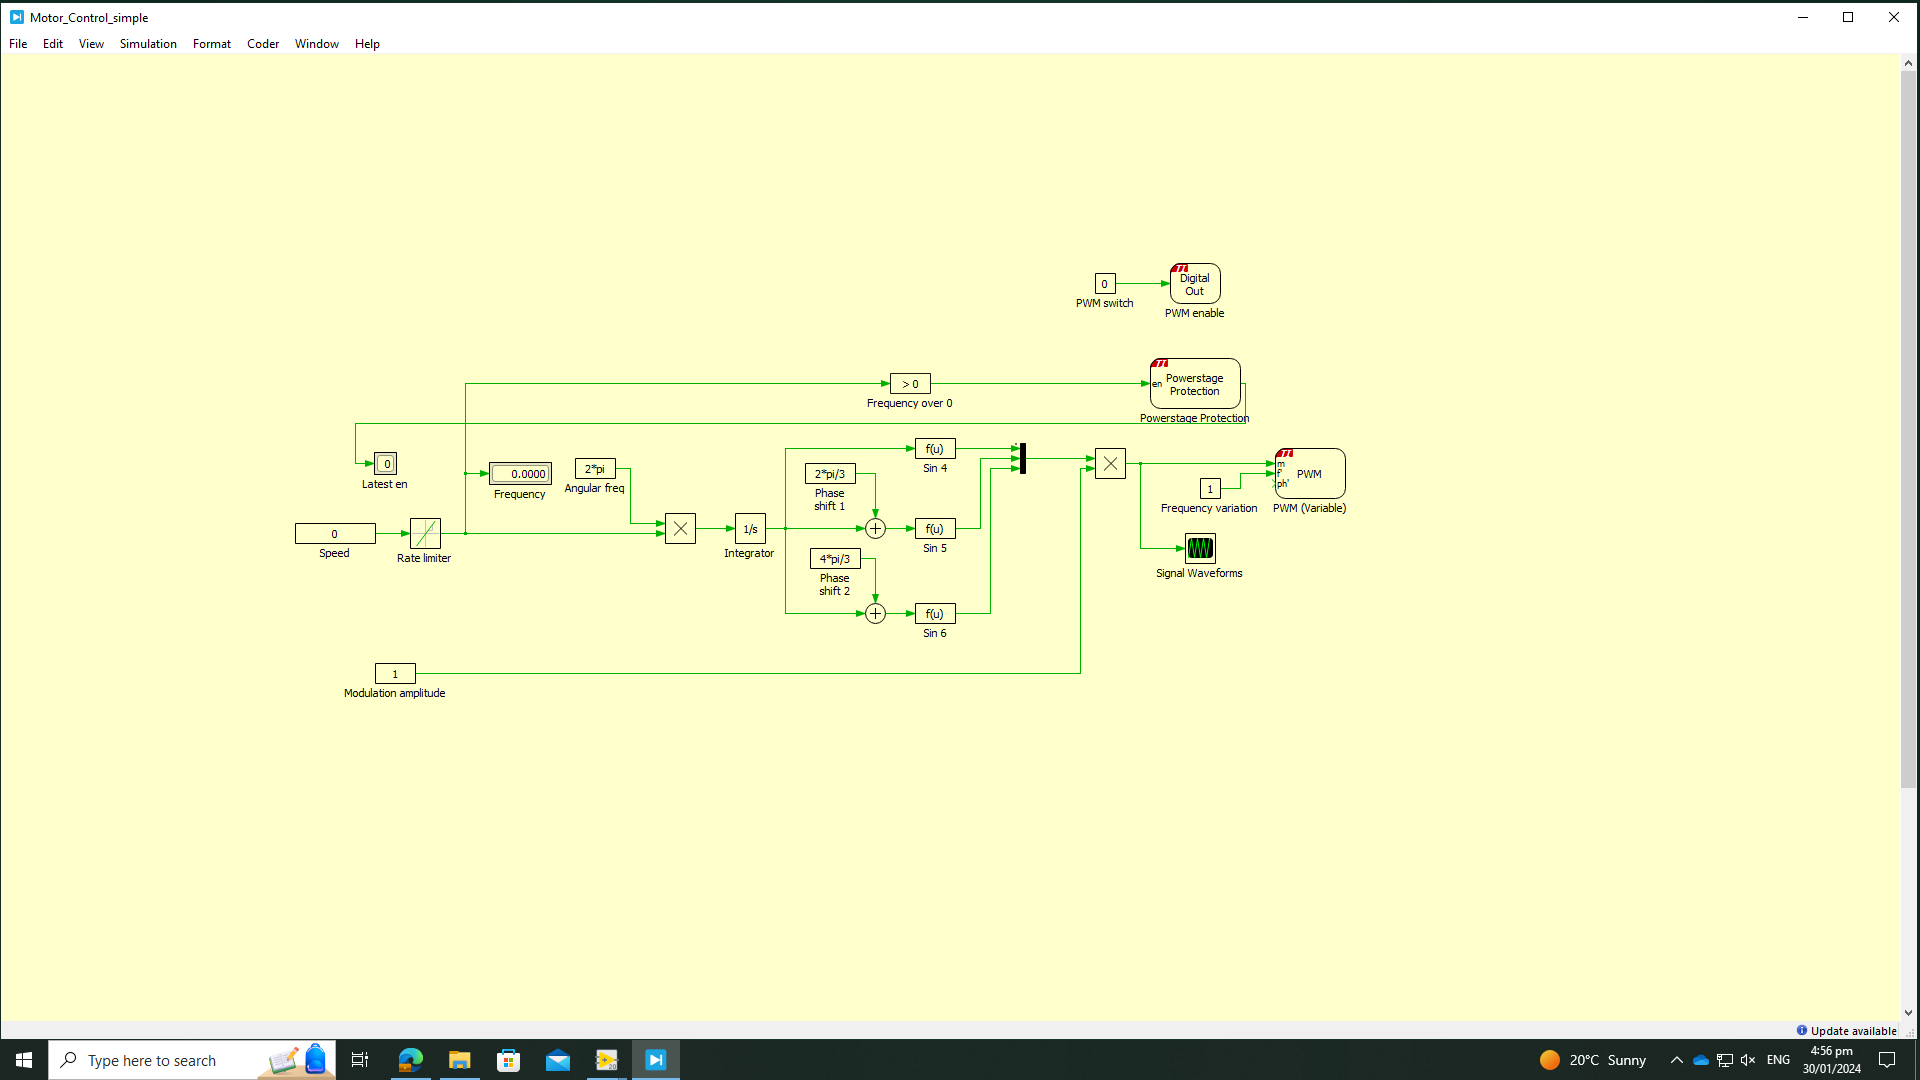 Motor_Control_simple
File Edit View Simulation Format Coder Window Help
0
PWM switch
Digital
Out
PWM enable
> 0
Frequency over 0
en
Powerstage
Protection
Powerstage Protection
0
Latest en
0.0000
Frequency
2*pi
Angular freq
0
Speed
Rate limiter
1/s
Integrator
2*pi/3
Phase
shift 1
4*pi/3
Phase
shift 2
f(u)
Sin 4
f(u)
Sin 5
f(u)
Sin 6
1
Frequency variation
m
f'
ph'
PWM
PWM (Variable)
Signal Waveforms
1
Modulation amplitude
Update available
Type here to search
20°C Sunny
ENG
4:56 pm
30/01/2024